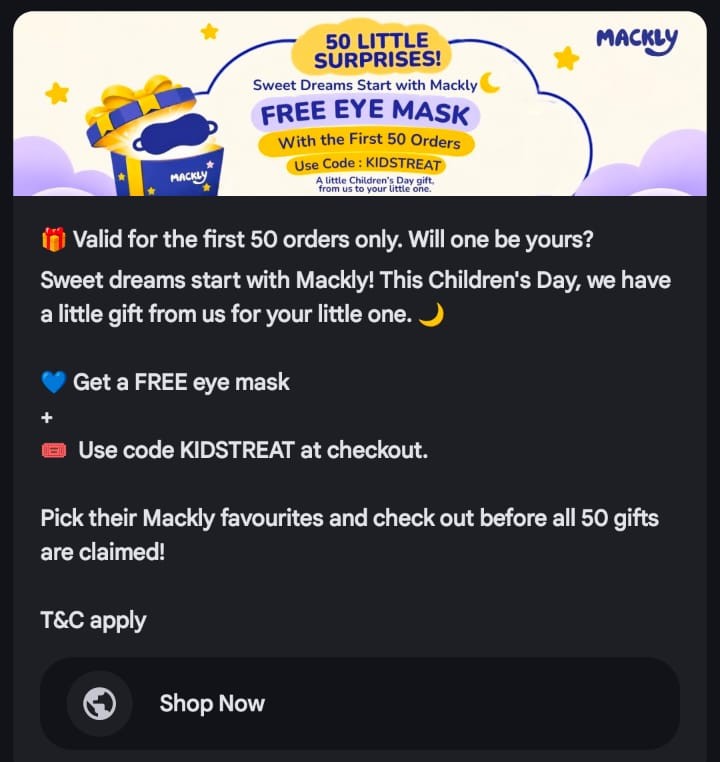 MACKLY
50 LITTLE
SURPRISES!
Sweet Dreams Start with Mackly
FREE EYE MASK
With the First 50 Orders
Use Code : KIDSTREAT
A little Children's Day gift,
from us to your little one.
MACKLY
🎁 Valid for the first 50 orders only. Will one be yours?
Sweet dreams start with Mackly! This Children's Day, we have
a little gift from us for your little one. 🌙
💙 Get a FREE eye mask
+
🎟️ Use code KIDSTREAT at checkout.
Pick their Mackly favourites and check out before all 50 gifts
are claimed!
T&C apply
Shop Now